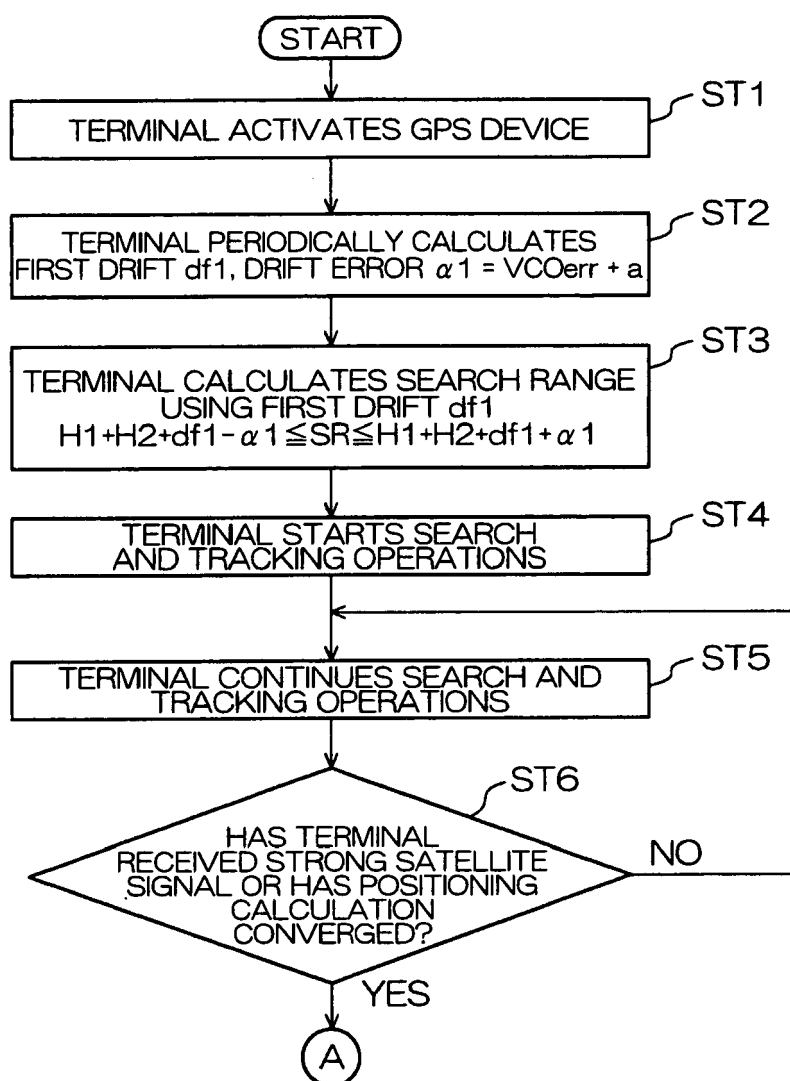 START
ST1
TERMINAL ACTIVATES GPS DEVICE
ST2
TERMINAL PERIODICALLY CALCULATES
FIRST DRIFT df1, DRIFT ERROR α1 = VCOerr + a
ST3
TERMINAL CALCULATES SEARCH RANGE
USING FIRST DRIFT df1
H1+H2+df1-α1≦SR≦H1+H2+df1+α1
ST4
TERMINAL STARTS SEARCH
AND TRACKING OPERATIONS
ST5
TERMINAL CONTINUES SEARCH AND
TRACKING OPERATIONS
ST6
HAS TERMINAL
RECEIVED STRONG SATELLITE
SIGNAL OR HAS POSITIONING
CALCULATION
CONVERGED?
NO
YES
A